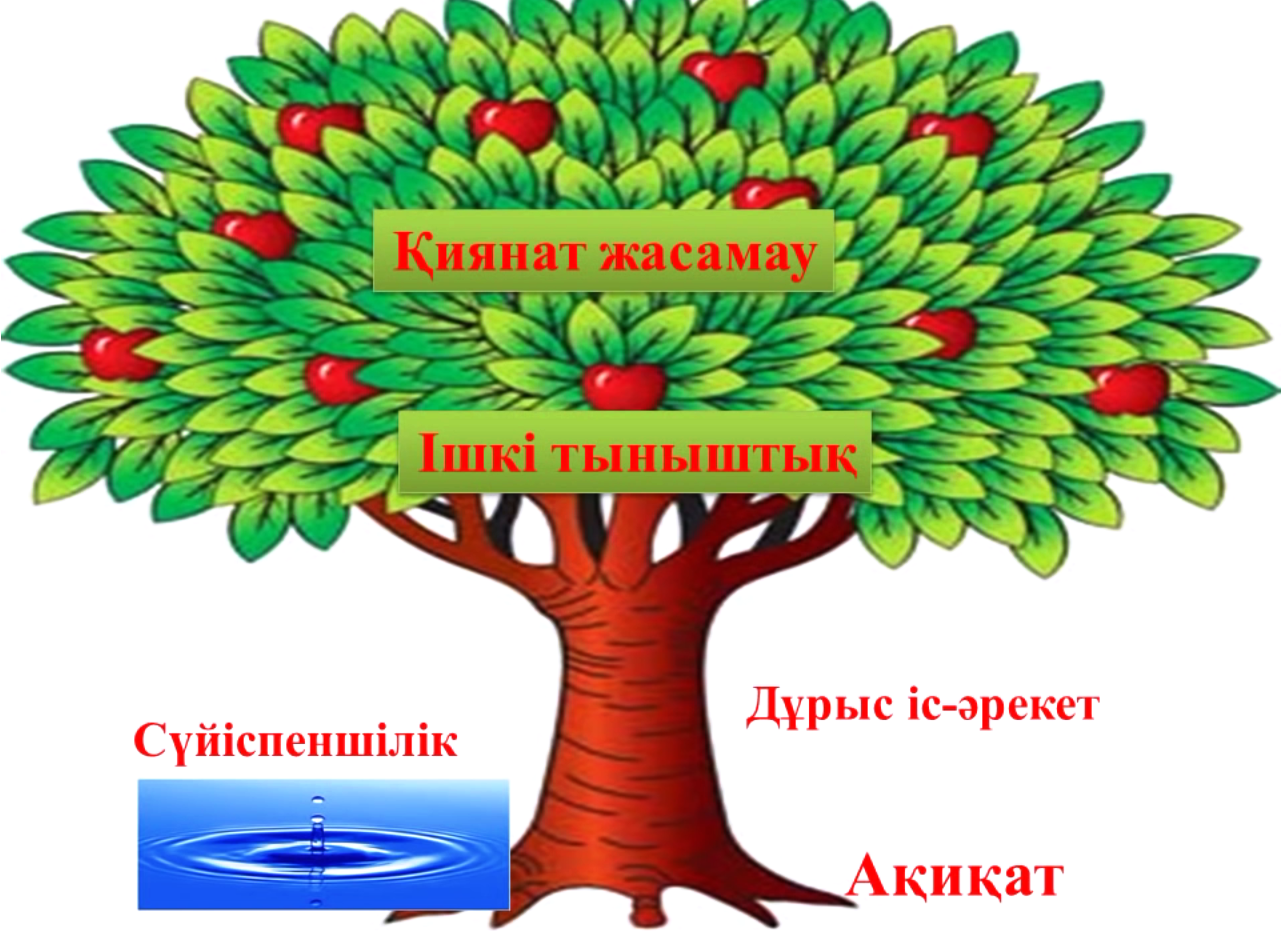 Қиянат жасамау
Ішкі тыныштық
Дұрыс іс-әрекет
Сүйіспеншілік
Ақиқат